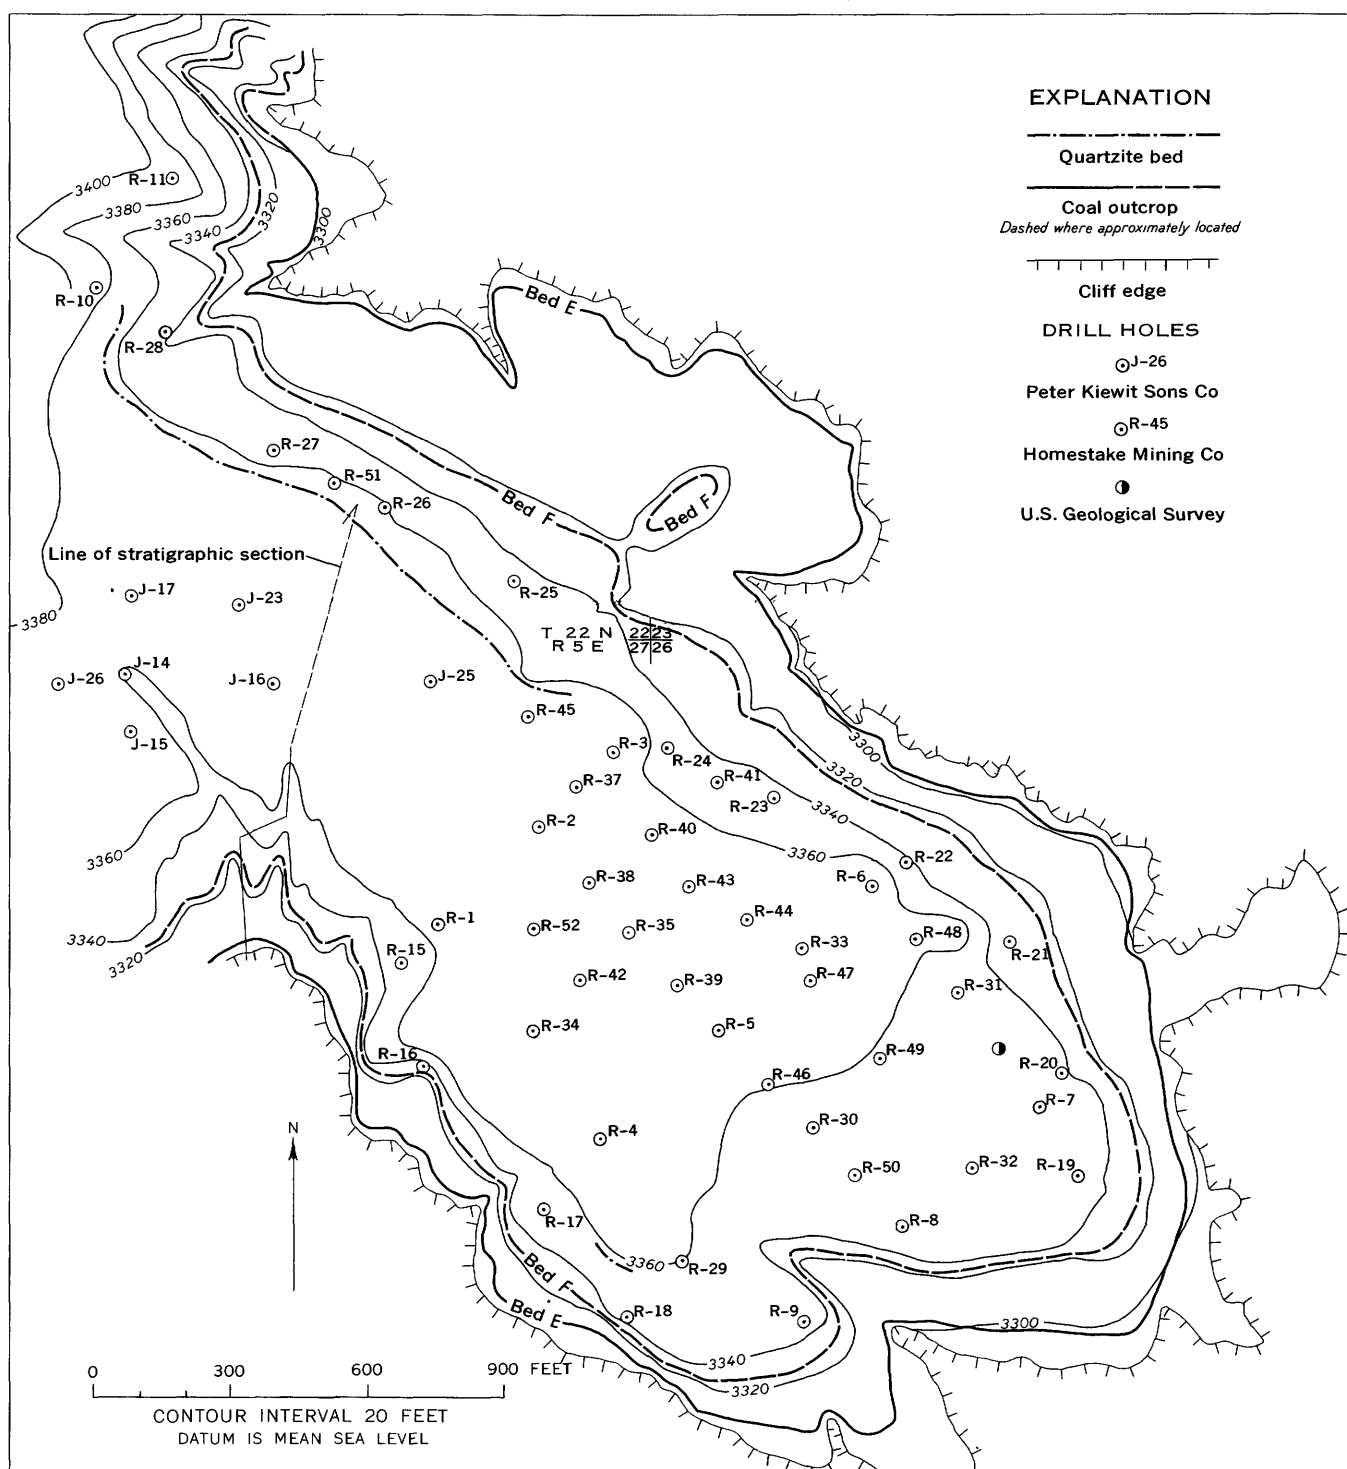 EXPLANATION
Quartzite bed
Coal outcrop
Dashed where approximately located
Cliff edge
DRILL HOLES
J-26
Peter Kiewit Sons Co
R-45
Homestake Mining Co
U.S. Geological Survey
3400
R-11
3380
3360
3340
3320
3300
R-10
R-28
Bed E
R-27
R-51
R-26
Bed F
Bed F
Line of stratigraphic section
R-25
J-17
J-23
3380
T 22 N
R 5 E
22 23
27 26
J-14
J-26
J-16
J-25
R-45
J-15
R-3
R-24
3300
3320
R-37
R-41
R-23
3340
R-2
R-40
3360
3360
R-22
R-38
R-43
R-6
R-1
R-52
R-35
R-44
R-48
3340
R-15
R-33
R-21
3320
R-42
R-39
R-47
R-31
R-34
R-5
R-16
R-49
R-20
R-46
R-7
N
R-4
R-30
R-50
R-32
R-19
R-17
R-8
3360
R-29
Bed F
Bed E
R-18
R-9
3300
3340
3320
0 300 600 900 FEET
CONTOUR INTERVAL 20 FEET
DATUM IS MEAN SEA LEVEL